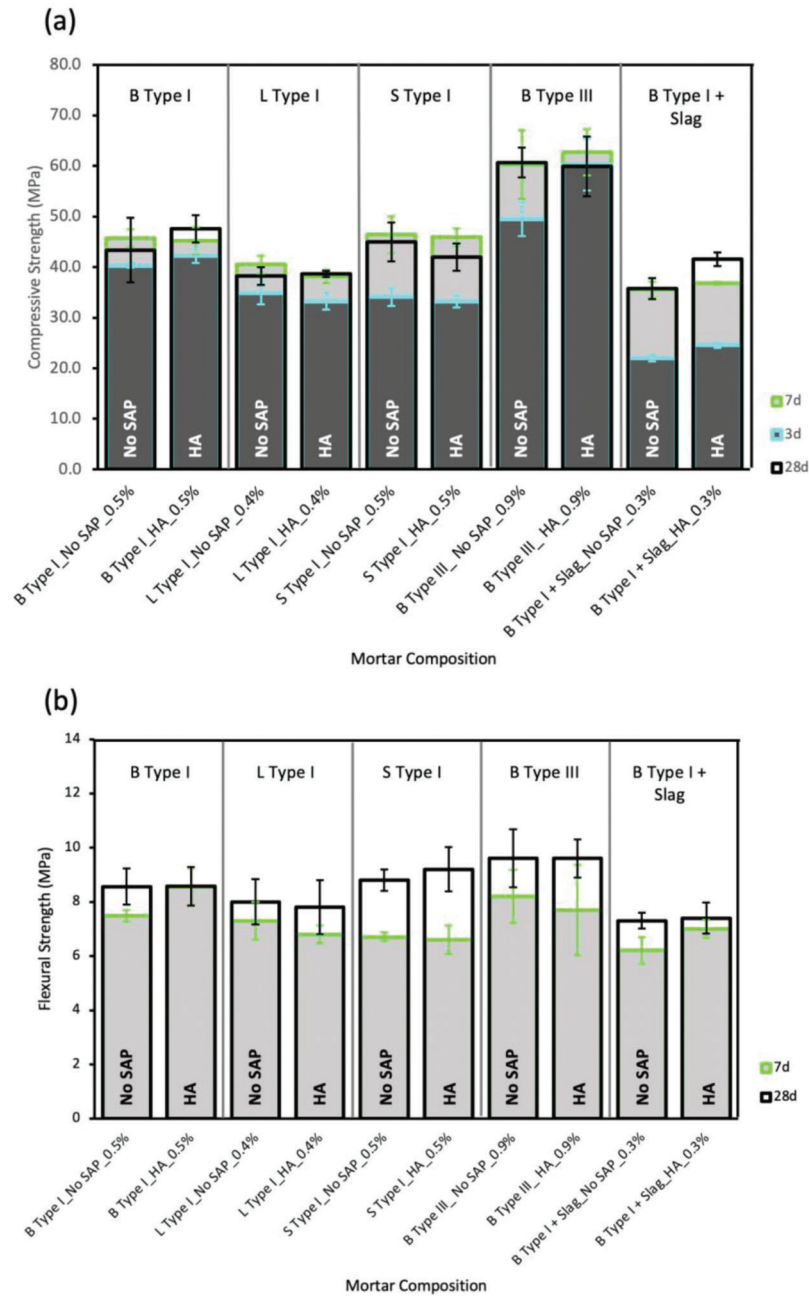 (a)
Compressive Strength (MPa)
80.0
70.0
60.0
50.0
40.0
30.0
20.0
10.0
0.0
B Type I
L Type I
S Type I
B Type III
B Type I +
Slag
No SAP
HA
No SAP
HA
No SAP
HA
No SAP
HA
No SAP
HA
7d
3d
28d
B Type I_No SAP_0.5%
B Type I_HA_0.5%
L Type I_No SAP_0.4%
L Type I_HA_0.4%
S Type I_No SAP_0.5%
S Type I_HA_0.5%
B Type III_ No SAP_0.9%
B Type III_ HA_0.9%
B Type I + Slag_No SAP_0.3%
B Type I + Slag_HA_0.3%
Mortar Composition
(b)
Flexural Strength (MPa)
14
12
10
8
6
4
2
0
B Type I
L Type I
S Type I
B Type III
B Type I +
Slag
No SAP
HA
No SAP
HA
No SAP
HA
No SAP
HA
No SAP
HA
7d
28d
B Type I_No SAP_0.5%
B Type I_HA_0.5%
L Type I_No SAP_0.4%
L Type I_HA_0.4%
S Type I_No SAP_0.5%
S Type I_HA_0.5%
B Type III_ No SAP_0.9%
B Type III_ HA_0.9%
B Type I + Slag_No SAP_0.3%
B Type I + Slag_HA_0.3%
Mortar Composition